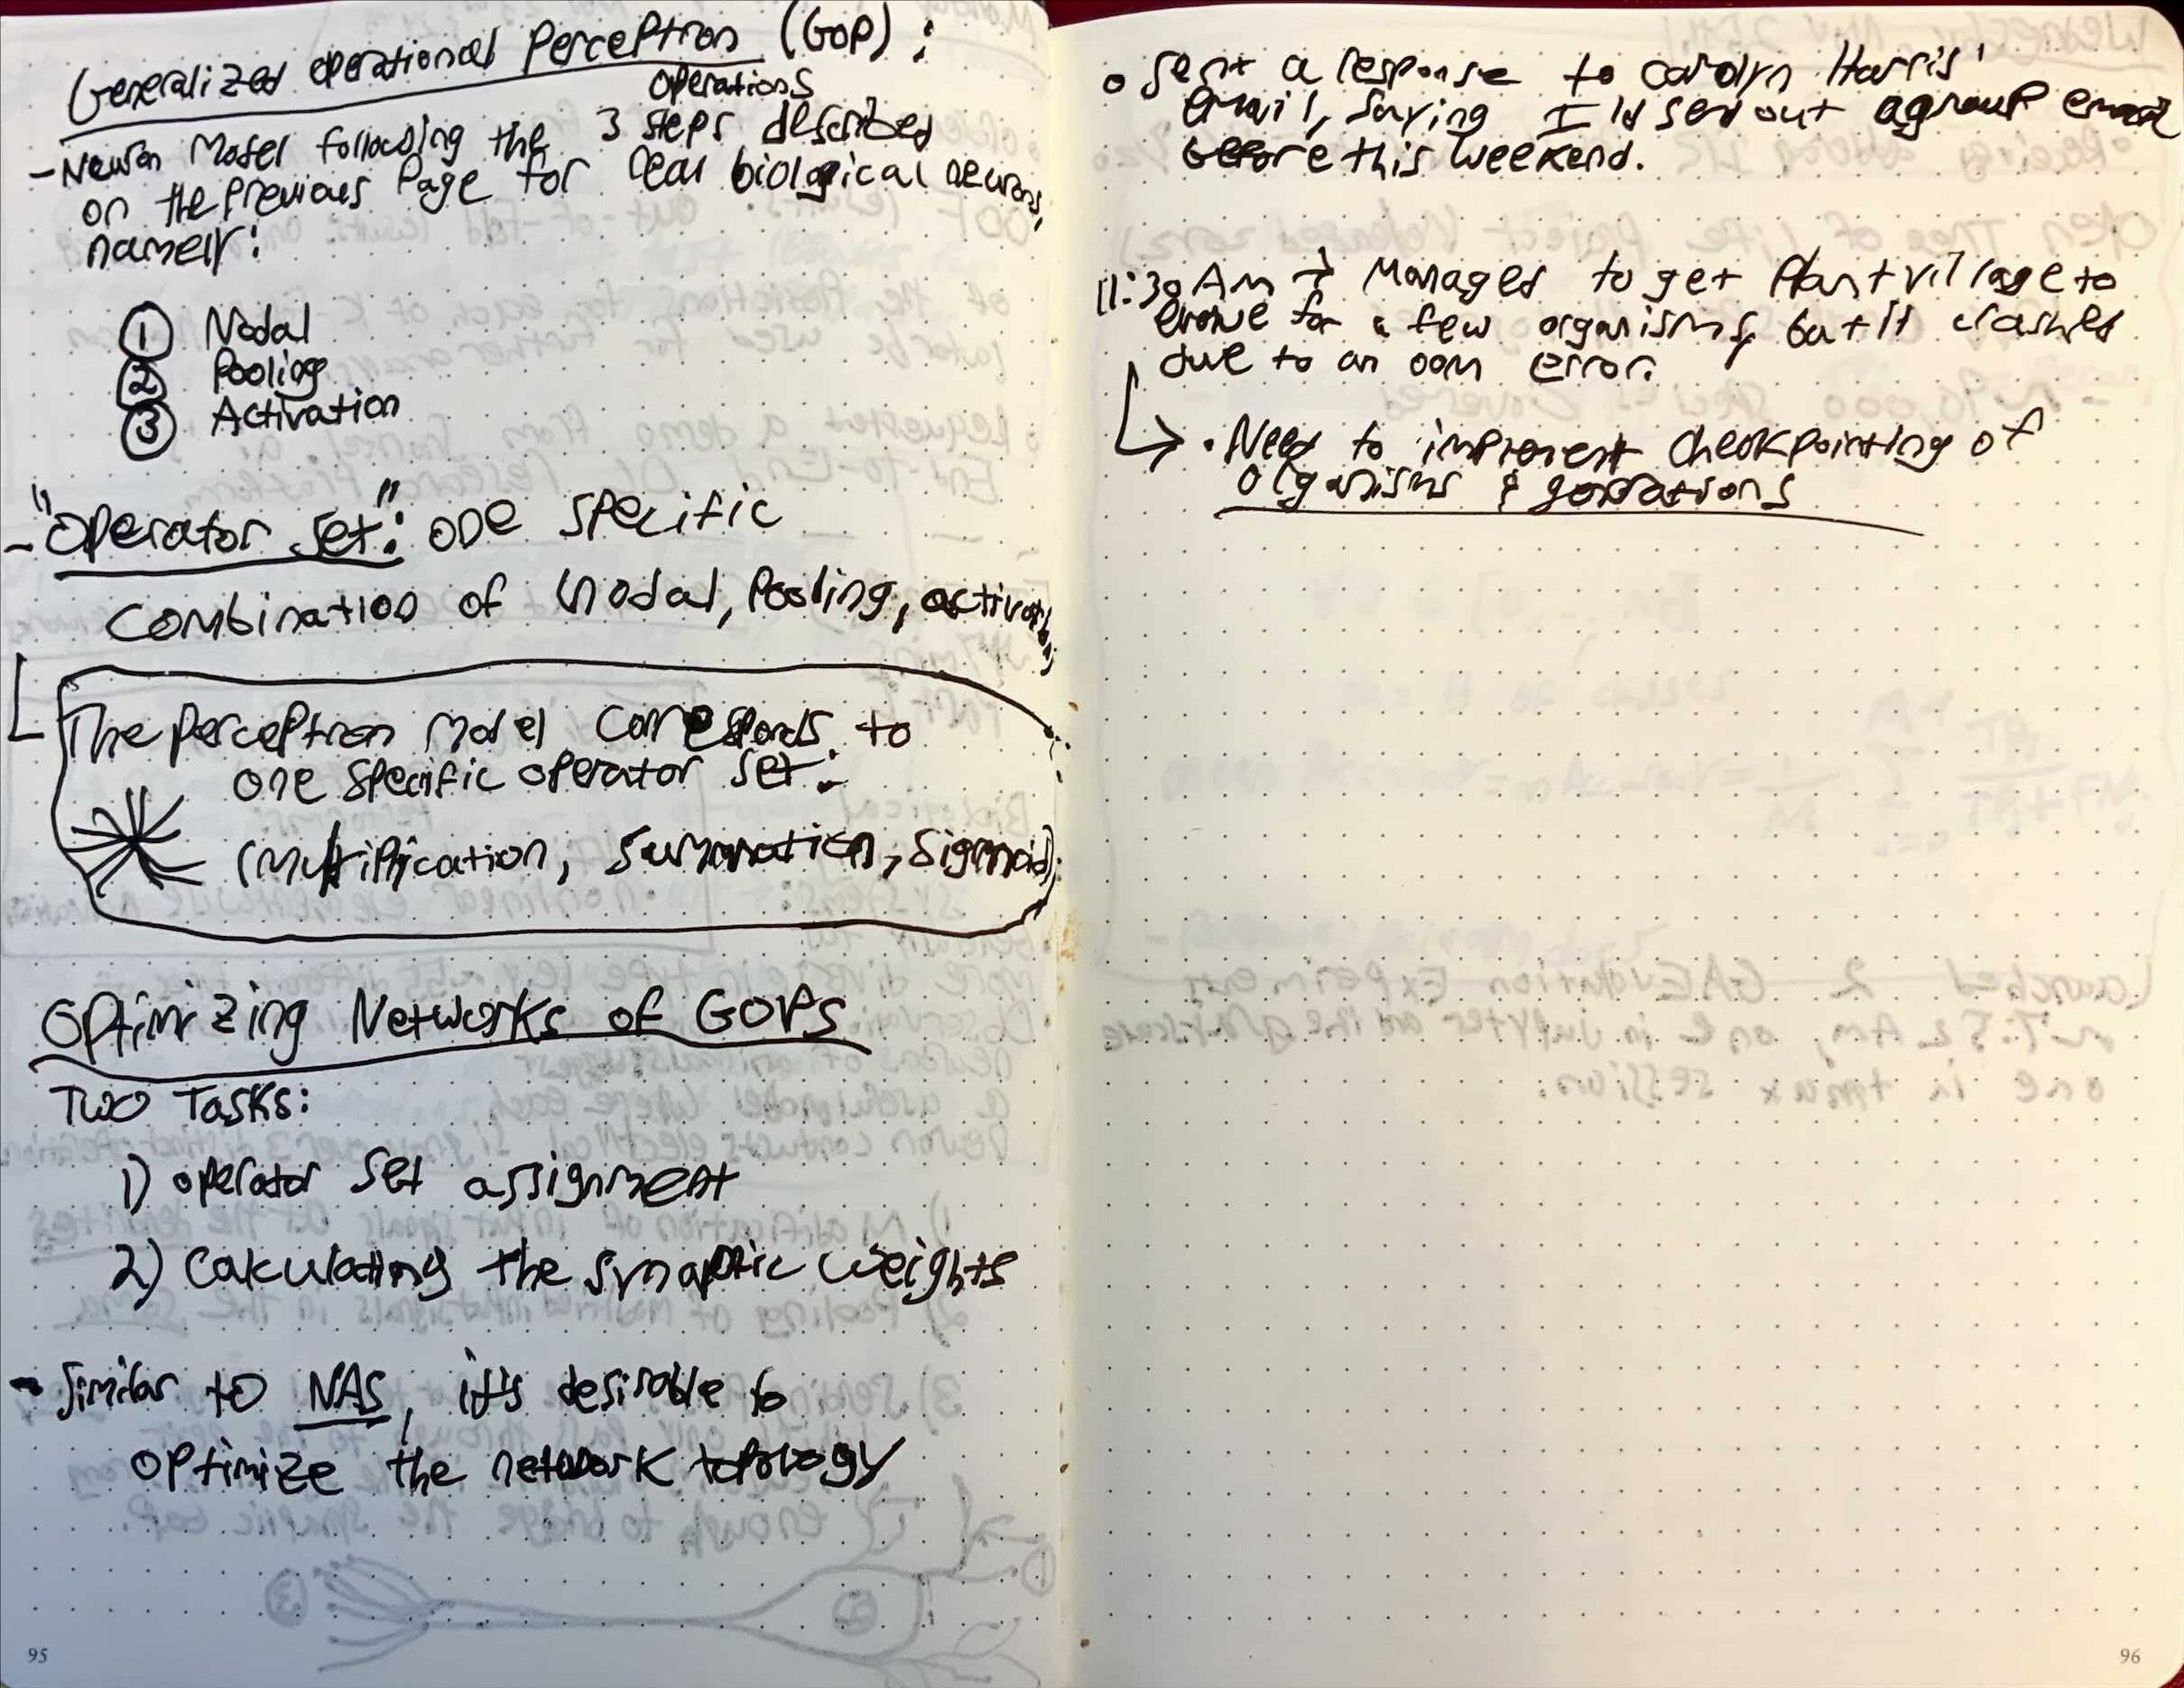 Generalized Operational Perceptron (GOP):
operations
- Neuron Model following the 3 steps described
on the previous page for real biological neurons,
namely:
① Nodal
② Pooling
③ Activation
- "Operator set": one specific
combination of (nodal, pooling, activation)
The perceptron model corresponds to
one specific operator set:
(Multiplication, summation, sigmoid)
Optimizing Networks of GOPs
Two Tasks:
1) operator set assignment
2) calculating the synaptic weights
- Similar to NAS, it's desirable to
optimize the network topology
95
o Sent a response to Carolyn Harris'
email, saying I'ld send out a group email
before this weekend.
11:30 AM → Managed to get Plantvillage to
evolve for a few organisms, but it crashed
due to an OOM error.
↳ • Need to implement checkpointing of
organisms & generations
96